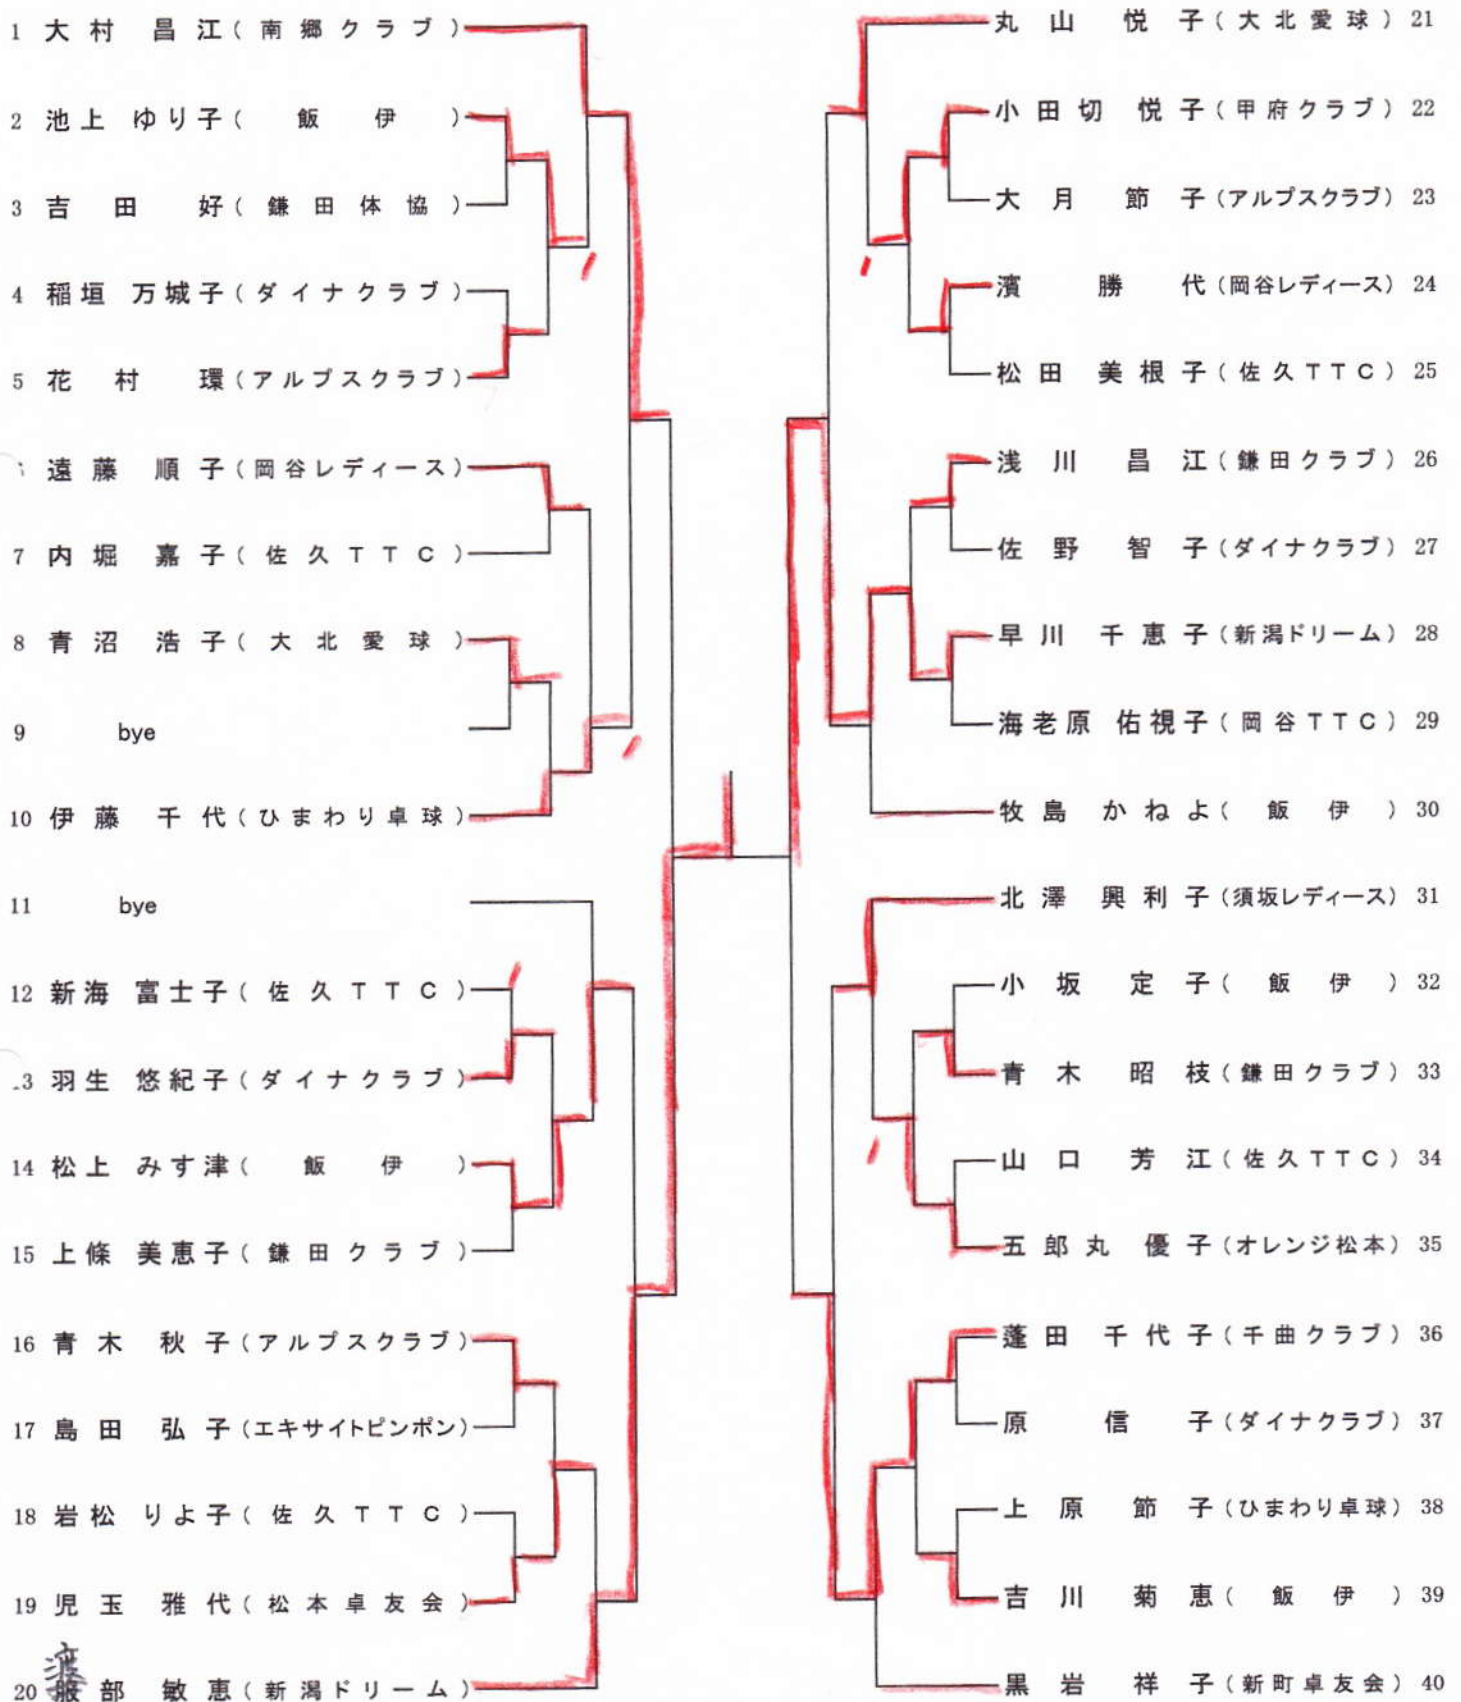 1 大村 昌江(南郷クラブ)
2 池上 ゆり子(飯伊)
3 吉田 好(鎌田体協)
4 稲垣 万城子(ダイナクラブ)
5 花村 環(アルプスクラブ)
遠藤 順子(岡谷レディース)
7 内堀 嘉子(佐久TTC)
8 青沼 浩子(大北愛球)
9 bye
10 伊藤 千代(ひまわり卓球)
11 bye
12 新海 富士子(佐久TTC)
3 羽生 悠紀子(ダイナクラブ)
14 松上 みす津(飯伊)
15 上條 美恵子(鎌田クラブ)
16 青木 秋子(アルプスクラブ)
17 島田 弘子(エキサイトピンポン)
18 岩松 りよ子(佐久TTC)
19 児玉 雅代(松本卓友会)
渡
20 服部 敏恵(新潟ドリーム)
丸山 悦子(大北愛球) 21
小田切 悦子(甲府クラブ) 22
大月 節子(アルプスクラブ) 23
濱 勝代(岡谷レディース) 24
松田 美根子(佐久TTC) 25
浅川 昌江(鎌田クラブ) 26
佐野 智子(ダイナクラブ) 27
早川 千恵子(新潟ドリーム) 28
海老原 佑視子(岡谷TTC) 29
牧島 かねよ(飯伊) 30
北澤 興利子(須坂レディース) 31
小坂 定子(飯伊) 32
青木 昭枝(鎌田クラブ) 33
山口 芳江(佐久TTC) 34
五郎丸 優子(オレンジ松本) 35
蓬田 千代子(千曲クラブ) 36
原 信子(ダイナクラブ) 37
上原 節子(ひまわり卓球) 38
吉川 菊恵(飯伊) 39
黒岩 祥子(新町卓友会) 40